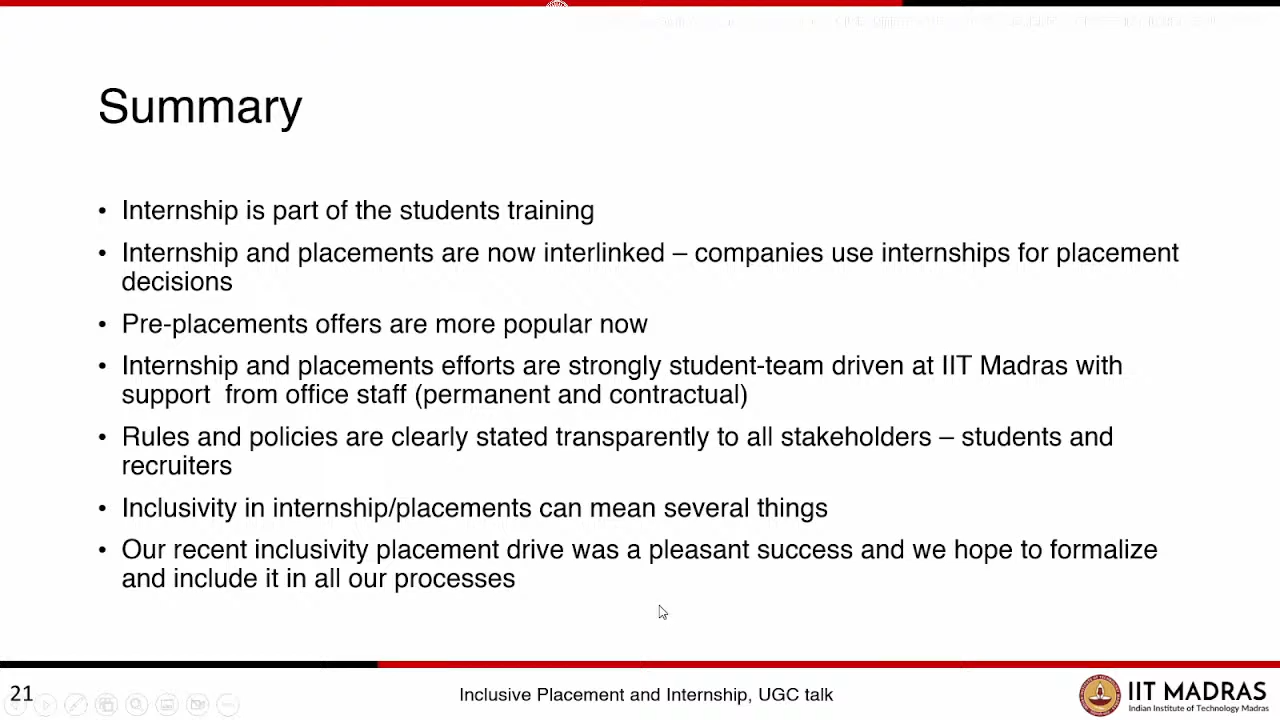 Summary
• Internship is part of the students training
• Internship and placements are now interlinked – companies use internships for placement
decisions
• Pre-placements offers are more popular now
• Internship and placements efforts are strongly student-team driven at IIT Madras with
support  from office staff (permanent and contractual)
• Rules and policies are clearly stated transparently to all stakeholders – students and
recruiters
• Inclusivity in internship/placements can mean several things
• Our recent inclusivity placement drive was a pleasant success and we hope to formalize
and include it in all our processes
21
Inclusive Placement and Internship, UGC talk
IIT MADRAS
Indian Institute of Technology Madras